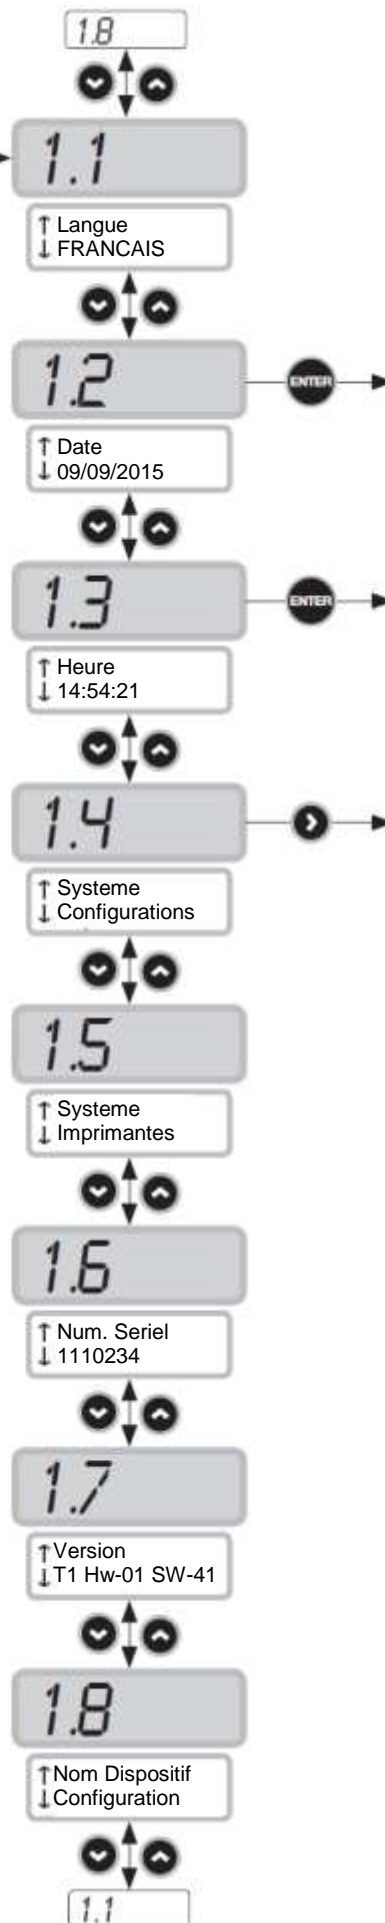 1.8
1.1
Langue
FRANCAIS
1.2
ENTER
Date
09/09/2015
1.3
ENTER
Heure
14:54:21
1.4
Systeme
Configurations
1.5
Systeme
Imprimantes
1.6
Num. Seriel
1110234
1.7
Version
T1 Hw-01 SW-41
1.8
Nom Dispositif
Configuration
1.1